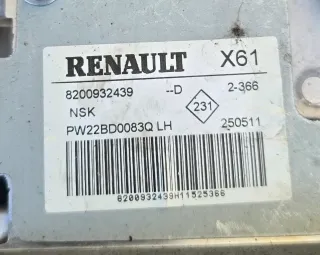 RENAULT X61
8200932439 --D 2-366
NSK 231
PW22BD0083Q LH 250511
8200932439H11525366